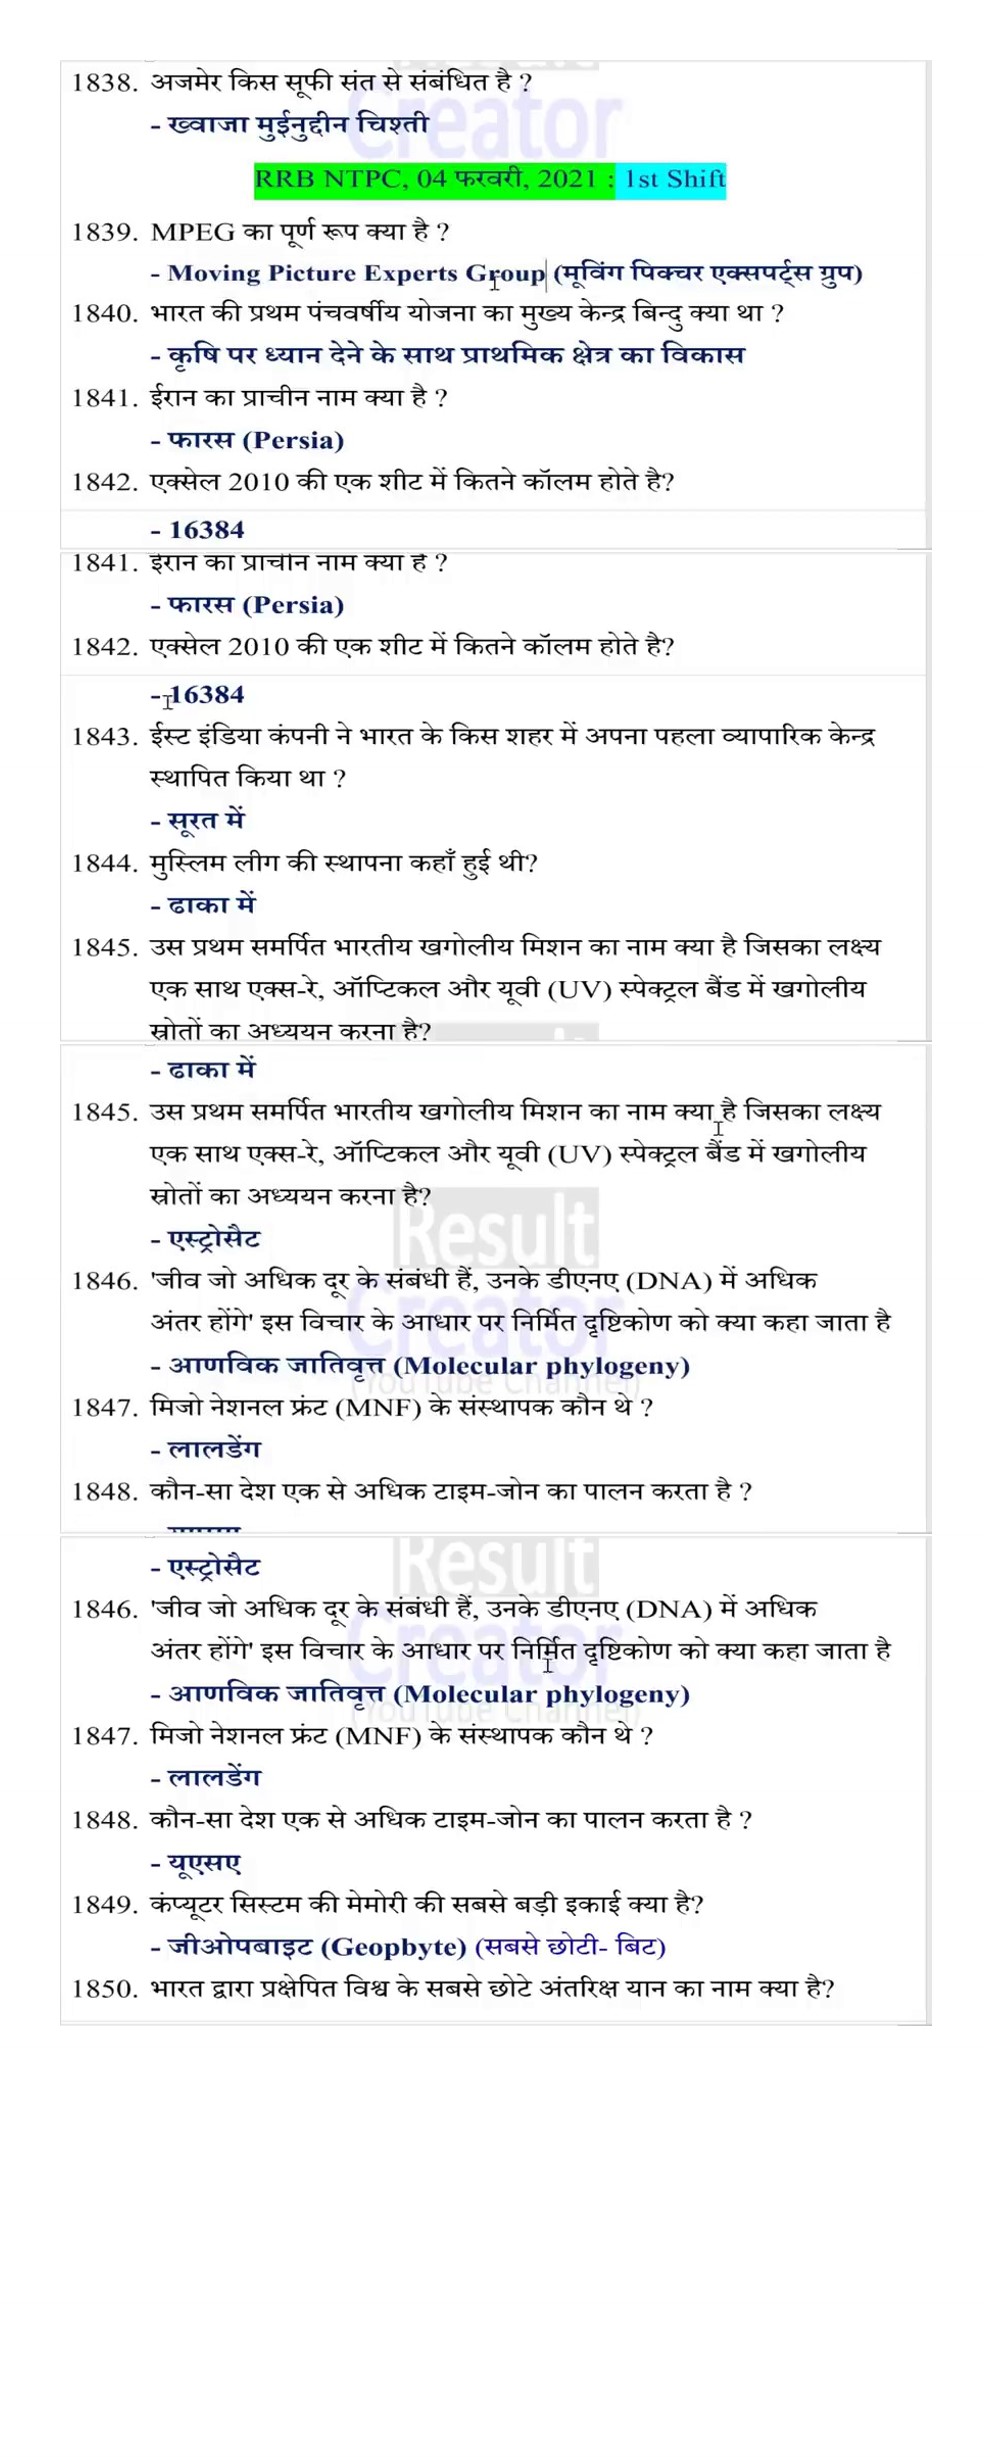 1838. अजमेर किस सूफी संत से संबंधित है ?
- ख्वाजा मुईनुद्दीन चिश्ती
Creator
RRB NTPC, 04 फरवरी, 2021 : 1st Shift
1839. MPEG का पूर्ण रूप क्या है ?
- Moving Picture Experts Group (मूविंग पिक्चर एक्सपर्ट्स ग्रुप)
1840. भारत की प्रथम पंचवर्षीय योजना का मुख्य केन्द्र बिन्दु क्या था ?
- कृषि पर ध्यान देने के साथ प्राथमिक क्षेत्र का विकास
1841. ईरान का प्राचीन नाम क्या है ?
- फारस (Persia)
1842. एक्सेल 2010 की एक शीट में कितने कॉलम होते है?
- 16384
1841. ईरान का प्राचीन नाम क्या है ?
- फारस (Persia)
1842. एक्सेल 2010 की एक शीट में कितने कॉलम होते है?
- 16384
1843. ईस्ट इंडिया कंपनी ने भारत के किस शहर में अपना पहला व्यापारिक केन्द्र
स्थापित किया था ?
- सूरत में
1844. मुस्लिम लीग की स्थापना कहाँ हुई थी?
- ढाका में
1845. उस प्रथम समर्पित भारतीय खगोलीय मिशन का नाम क्या है जिसका लक्ष्य
एक साथ एक्स-रे, ऑप्टिकल और यूवी (UV) स्पेक्ट्रल बैंड में खगोलीय
स्रोतों का अध्ययन करना है?
- ढाका में
1845. उस प्रथम समर्पित भारतीय खगोलीय मिशन का नाम क्या है जिसका लक्ष्य
एक साथ एक्स-रे, ऑप्टिकल और यूवी (UV) स्पेक्ट्रल बैंड में खगोलीय
स्रोतों का अध्ययन करना है?
Result
- एस्ट्रोसैट
1846. 'जीव जो अधिक दूर के संबंधी हैं, उनके डीएनए (DNA) में अधिक
Creator
अंतर होंगे' इस विचार के आधार पर निर्मित दृष्टिकोण को क्या कहा जाता है
- आणविक जातिवृत्त (Molecular phylogeny)
(YouTube Channel)
1847. मिजो नेशनल फ्रंट (MNF) के संस्थापक कौन थे ?
- लालडेंग
1848. कौन-सा देश एक से अधिक टाइम-जोन का पालन करता है ?
Result
- एस्ट्रोसैट
1846. 'जीव जो अधिक दूर के संबंधी हैं, उनके डीएनए (DNA) में अधिक
Creator
अंतर होंगे' इस विचार के आधार पर निर्मित दृष्टिकोण को क्या कहा जाता है
- आणविक जातिवृत्त (Molecular phylogeny)
(YouTube Channel)
1847. मिजो नेशनल फ्रंट (MNF) के संस्थापक कौन थे ?
- लालडेंग
1848. कौन-सा देश एक से अधिक टाइम-जोन का पालन करता है ?
- यूएसए
1849. कंप्यूटर सिस्टम की मेमोरी की सबसे बड़ी इकाई क्या है?
- जीओपबाइट (Geopbyte) (सबसे छोटी- बिट)
1850. भारत द्वारा प्रक्षेपित विश्व के सबसे छोटे अंतरिक्ष यान का नाम क्या है?